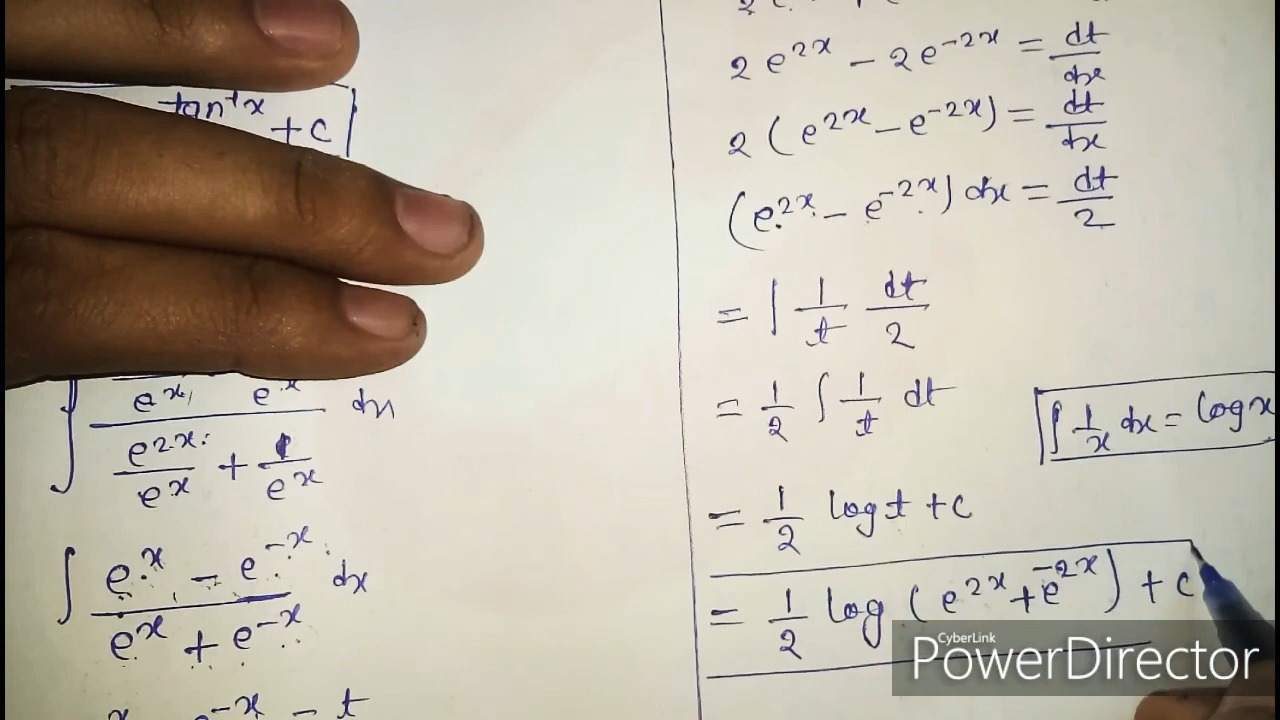 tan⁻¹x + c
e^x e^x
∫ ──── dx
e^2x/e^x + 1/e^x
∫ (e^x - e^-x)/(e^x + e^-x) dx
e^-x = t
2e^2x - 2e^-2x = dt/dx
2(e^2x - e^-2x) = dt/dx
(e^2x - e^-2x) dx = dt/2
= ∫ 1/t dt/2
= 1/2 ∫ 1/t dt
∫ 1/x dx = log x
= 1/2 log t + c
= 1/2 log (e^2x + e^-2x) + c
CyberLink
PowerDirector